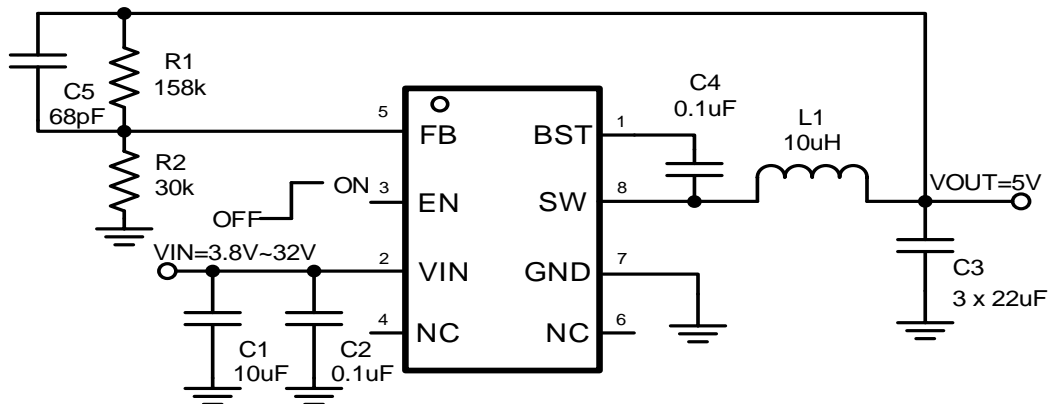 R1
158k
C5
68pF
R2
30k
ON
OFF
VIN=3.8V~32V
C1
10uF
C2
0.1uF
5
FB
3
EN
2
VIN
4
NC
BST
1
SW
8
GND
7
NC
6
C4
0.1uF
L1
10uH
VOUT=5V
C3
3 x 22uF